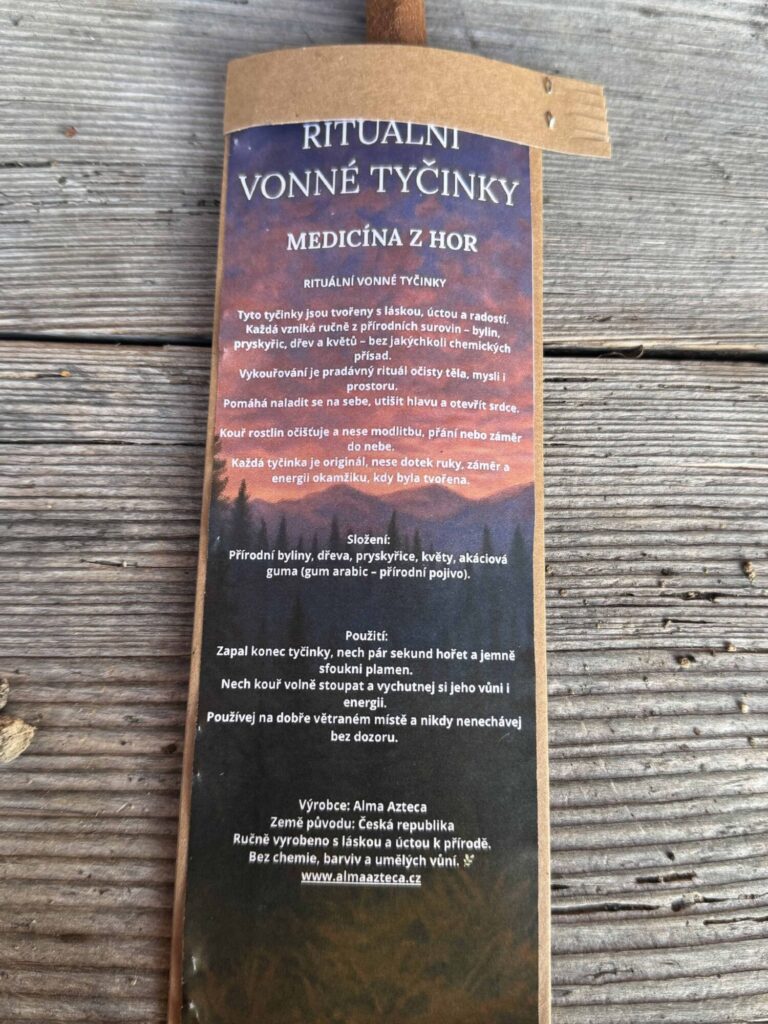 RITUÁLNÍ
VONNÉ TYČINKY
MEDICÍNA Z HOR
RITUÁLNÍ VONNÉ TYČINKY
Tyto tyčinky jsou tvořeny s láskou, úctou a radostí.
Každá vzniká ručně z přírodních surovin – bylin,
pryskyřic, dřev a květů – bez jakýchkoli chemických
přísad.
Vykouřování je pradávný rituál očisty těla, mysli i
prostoru.
Pomáhá naladit se na sebe, utišit hlavu a otevřít srdce.
Kouř rostlin očišťuje a nese modlitbu, přání nebo záměr
do nebe.
Každá tyčinka je originál, nese dotek ruky, záměr a
energii okamžiku, kdy byla tvořena.
Složení:
Přírodní byliny, dřeva, pryskyřice, květy, akáciová
guma (gum arabic – přírodní pojivo).
Použití:
Zapal konec tyčinky, nech pár sekund hořet a jemně
sfoukni plamen.
Nech kouř volně stoupat a vychutnej si jeho vůni i
energii.
Používej na dobře větraném místě a nikdy nenechávej
bez dozoru.
Výrobce: Alma Azteca
Země původu: Česká republika
Ručně vyrobeno s láskou a úctou k přírodě.
Bez chemie, barviv a umělých vůní. 🌿
www.almaazteca.cz